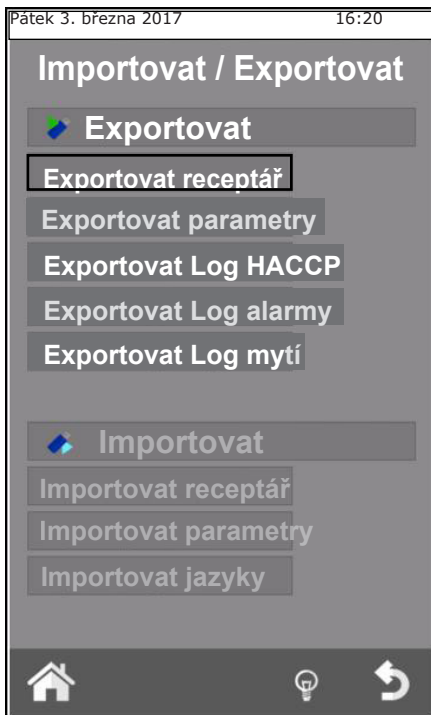 Pátek 3. března 2017 16:20
Importovat / Exportovat
Exportovat
Exportovat receptář
Exportovat parametry
Exportovat Log HACCP
Exportovat Log alarmy
Exportovat Log mytí
Importovat
Importovat receptář
Importovat parametry
Importovat jazyky